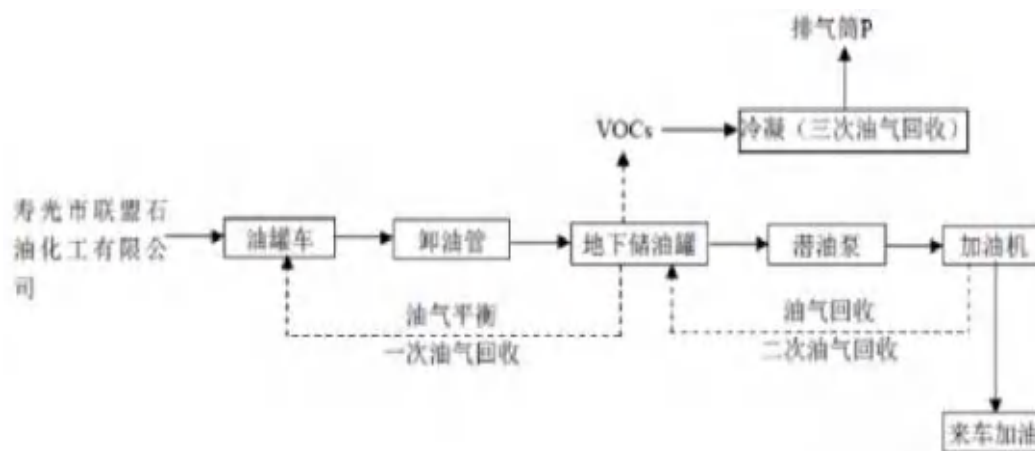 排气筒P
VOCs
冷凝（三次油气回收）
寿光市联盟石
油化工有限公
司
油罐车
卸油管
地下储油罐
潜油泵
加油机
油气平衡
一次油气回收
油气回收
二次油气回收
来车加油